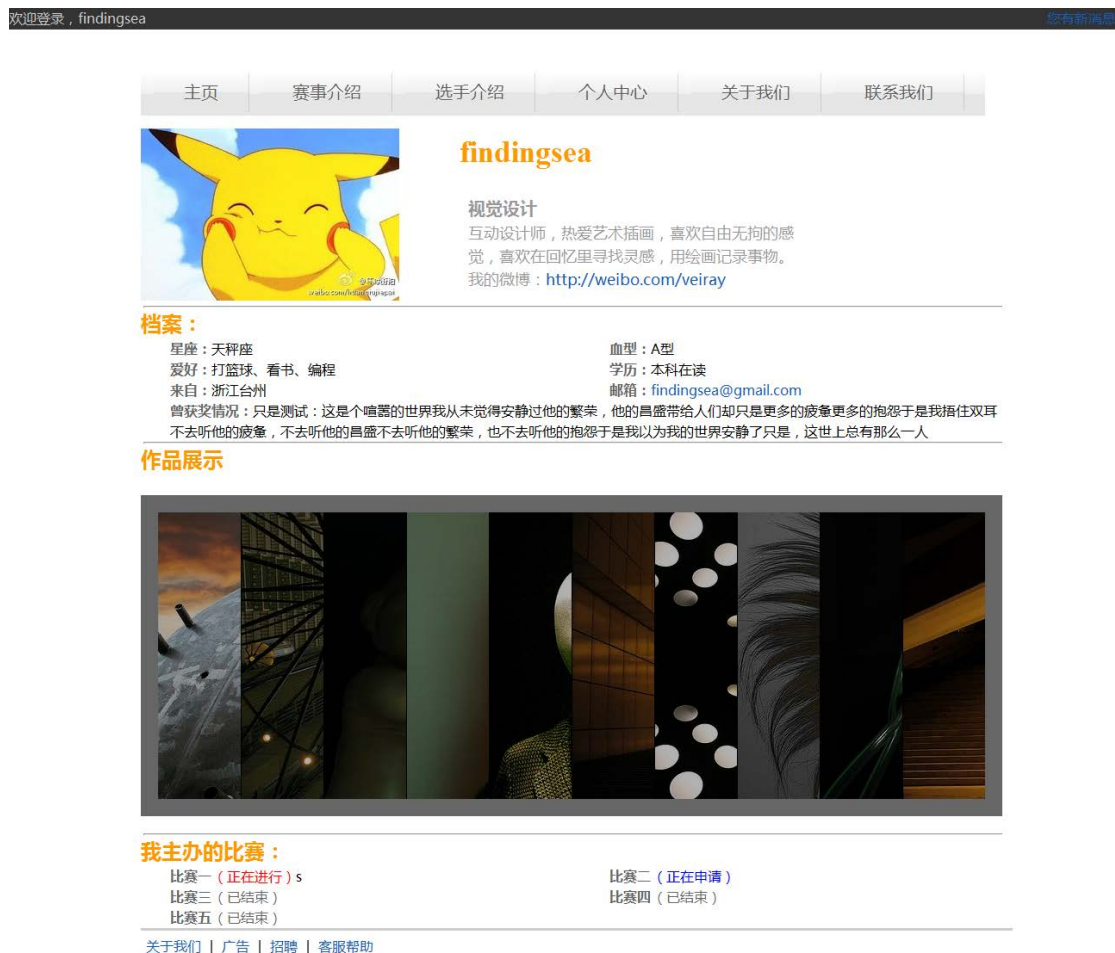 欢迎登录，findingsea
您有新消息
主页 赛事介绍 选手介绍 个人中心 关于我们 联系我们
findingsea
视觉设计
互动设计师，热爱艺术插画，喜欢自由无拘的感
觉，喜欢在回忆里寻找灵感，用绘画记录事物。
我的微博：http://weibo.com/veiray
档案：
星座：天秤座 血型：A型
爱好：打篮球、看书、编程 学历：本科在读
来自：浙江台州 邮箱：findingsea@gmail.com
曾获奖情况：只是测试：这是个喧嚣的世界我从未觉得安静过他的繁荣，他的昌盛带给人们却只是更多的疲惫更多的抱怨于是我捂住双耳
不去听他的疲惫，不去听他的昌盛不去听他的繁荣，也不去听他的抱怨于是我以为我的世界安静了只是，这世上总有那么一人
作品展示
我主办的比赛：
比赛一（正在进行）s 比赛二（正在申请）
比赛三（已结束） 比赛四（已结束）
比赛五（已结束）
关于我们 | 广告 | 招聘 | 客服帮助